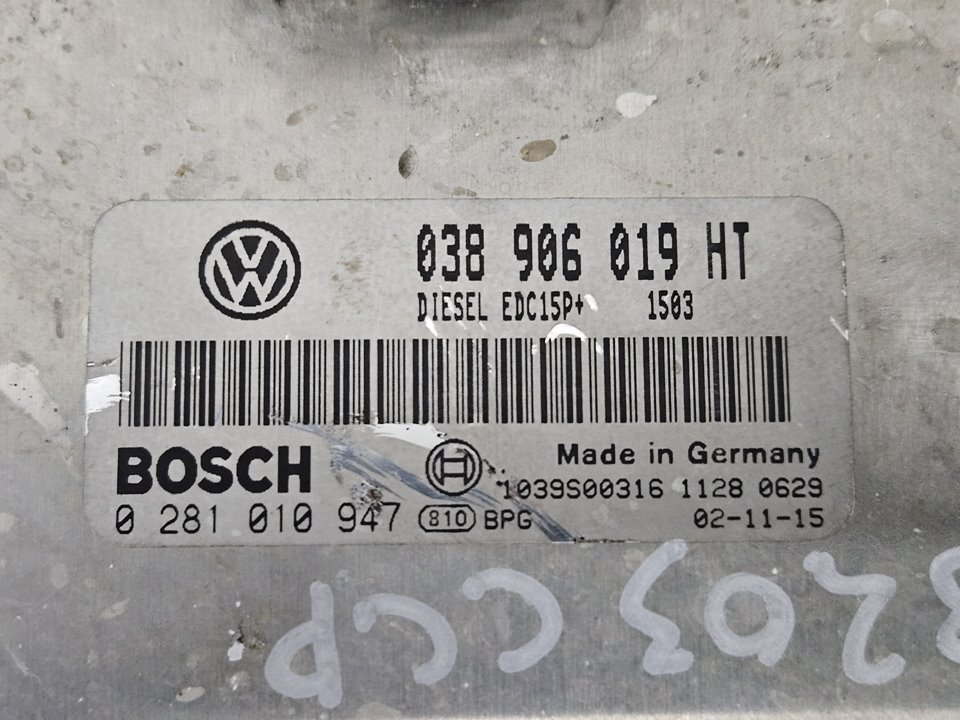 038 906 019 HT
DIESEL EDC15P+ 1503
BOSCH
Made in Germany
1039S00316 1128 0629
0 281 010 947 810 BPG 02-11-15
203 CCP